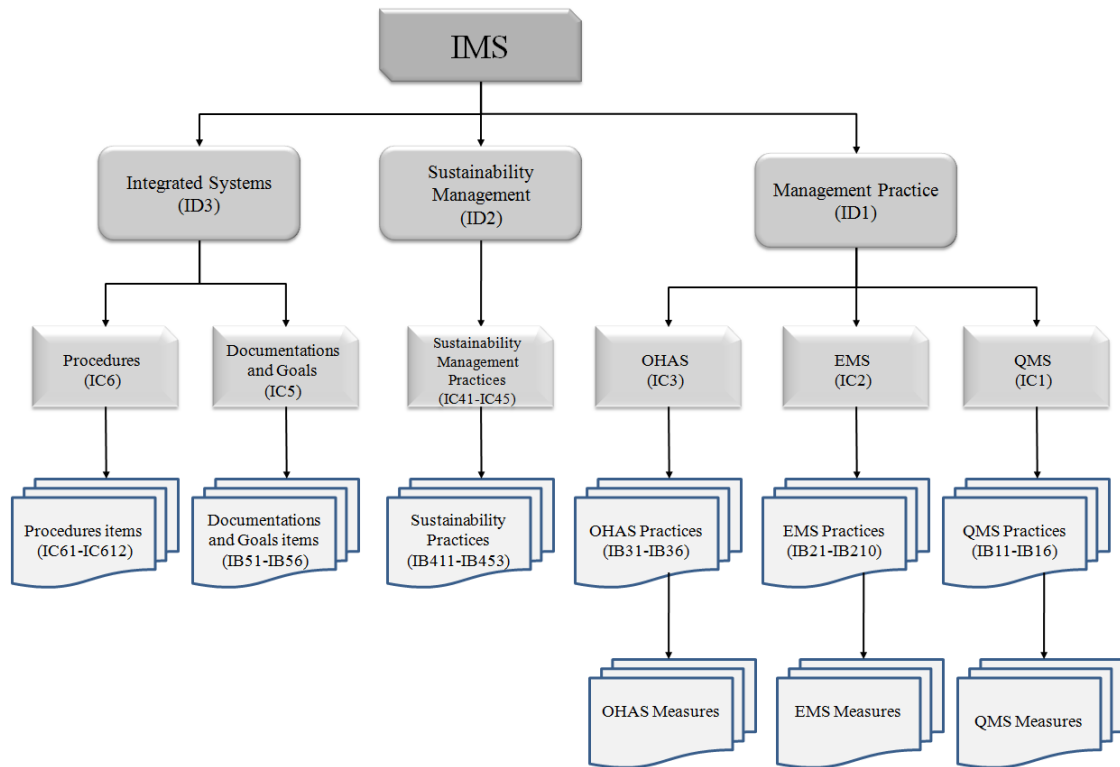 IMS
Integrated Systems
(ID3)
Sustainability
Management
(ID2)
Management Practice
(ID1)
Procedures
(IC6)
Documentations
and Goals
(IC5)
Sustainability
Management
Practices
(IC41-IC45)
OHAS
(IC3)
EMS
(IC2)
QMS
(IC1)
Procedures items
(IC61-IC612)
Documentations
and Goals items
(IB51-IB56)
Sustainability
Practices
(IB411-IB453)
OHAS Practices
(IB31-IB36)
EMS Practices
(IB21-IB210)
QMS Practices
(IB11-IB16)
OHAS Measures
EMS Measures
QMS Measures